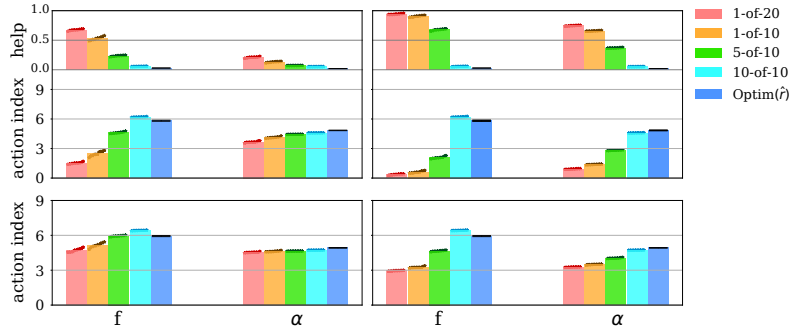 1.0
0.5
0.0
help
9
6
3
0
action index
9
6
3
0
action index
f
α
f
α
1-of-20
1-of-10
5-of-10
10-of-10
Optim(r̂)